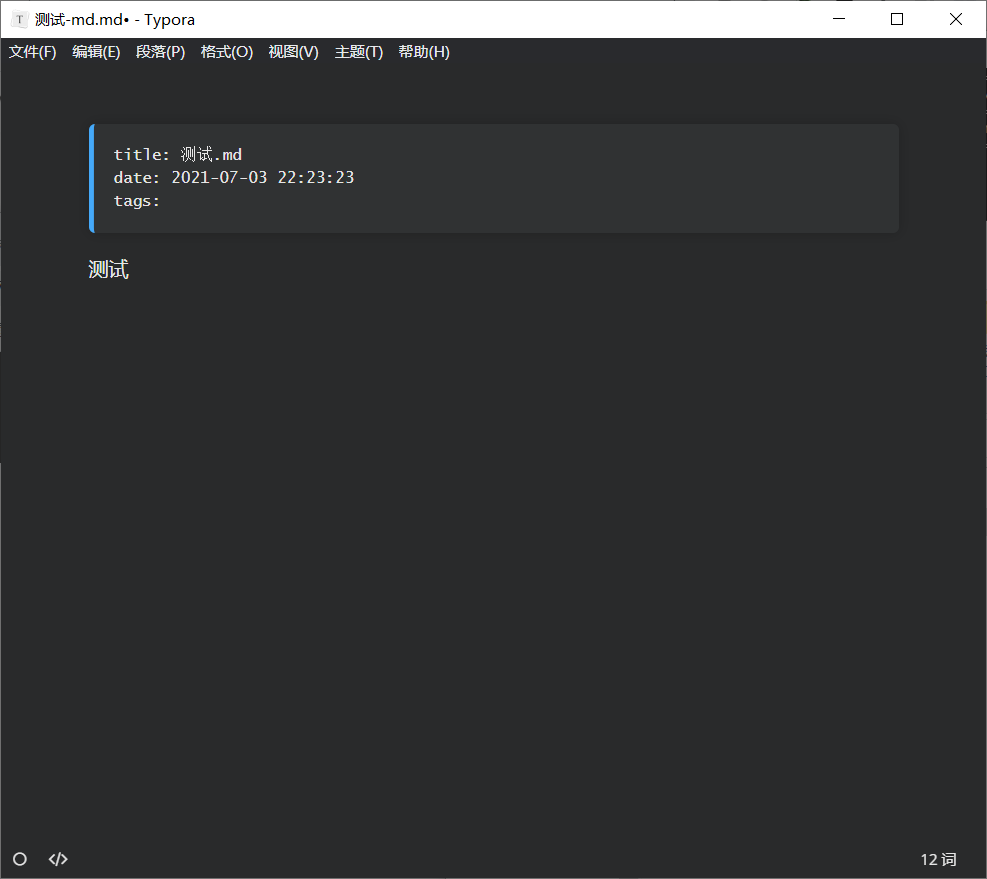 测试-md.md• - Typora
文件(F) 编辑(E) 段落(P) 格式(O) 视图(V) 主题(T) 帮助(H)
title: 测试.md
date: 2021-07-03 22:23:23
tags:
测试
12 词